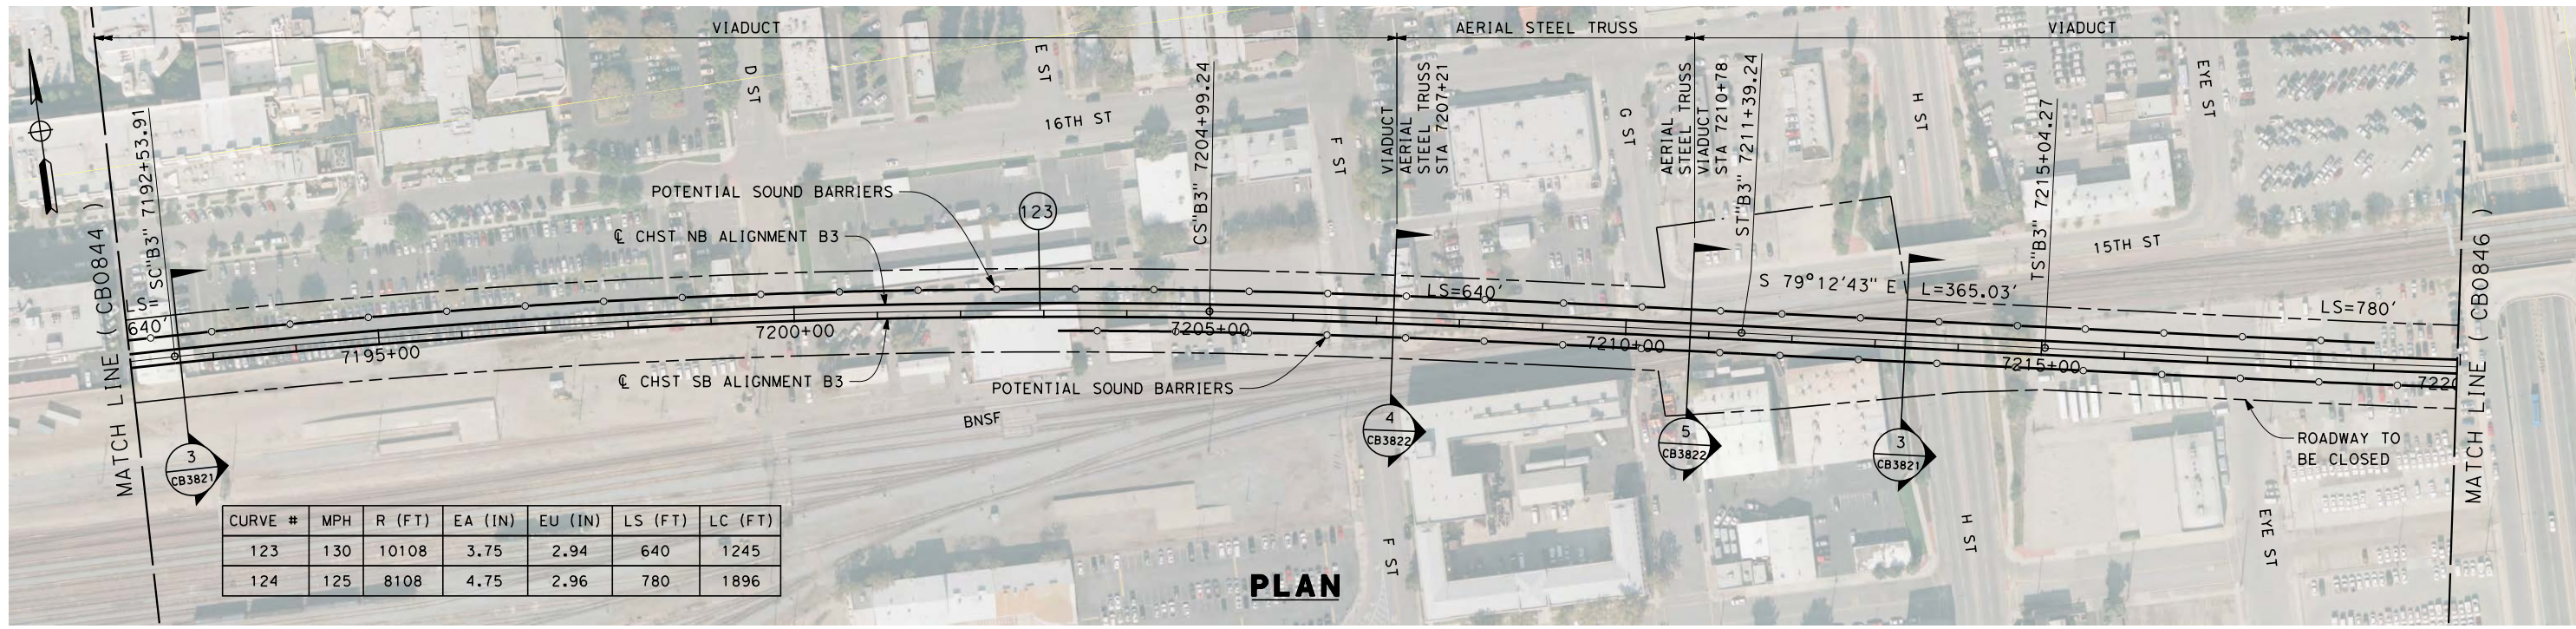 VIADUCT
AERIAL STEEL TRUSS
VIADUCT
D ST
E ST
16TH ST
F ST
G ST
H ST
EYE ST
15TH ST
MATCH LINE ( CB0844 )
SC"B3" 7192+53.91
CS"B3" 7204+99.24
VIADUCT
AERIAL
STEEL TRUSS
STA 7207+21
AERIAL
STEEL TRUSS
VIADUCT
STA 7210+78
ST"B3" 7211+39.24
TS"B3" 7215+04.27
MATCH LINE ( CB0846 )
POTENTIAL SOUND BARRIERS
123
℄ CHST NB ALIGNMENT B3
LS=640'
S 79°12'43" E
L=365.03'
LS=780'
LS=
640'
7195+00
7200+00
7205+00
7210+00
7215+00
722
℄ CHST SB ALIGNMENT B3
POTENTIAL SOUND BARRIERS
BNSF
3
CB3821
4
CB3822
5
CB3822
3
CB3821
ROADWAY TO
BE CLOSED
F ST
H ST
EYE ST
CURVE # MPH R (FT) EA (IN) EU (IN) LS (FT) LC (FT)
123 130 10108 3.75 2.94 640 1245
124 125 8108 4.75 2.96 780 1896
PLAN